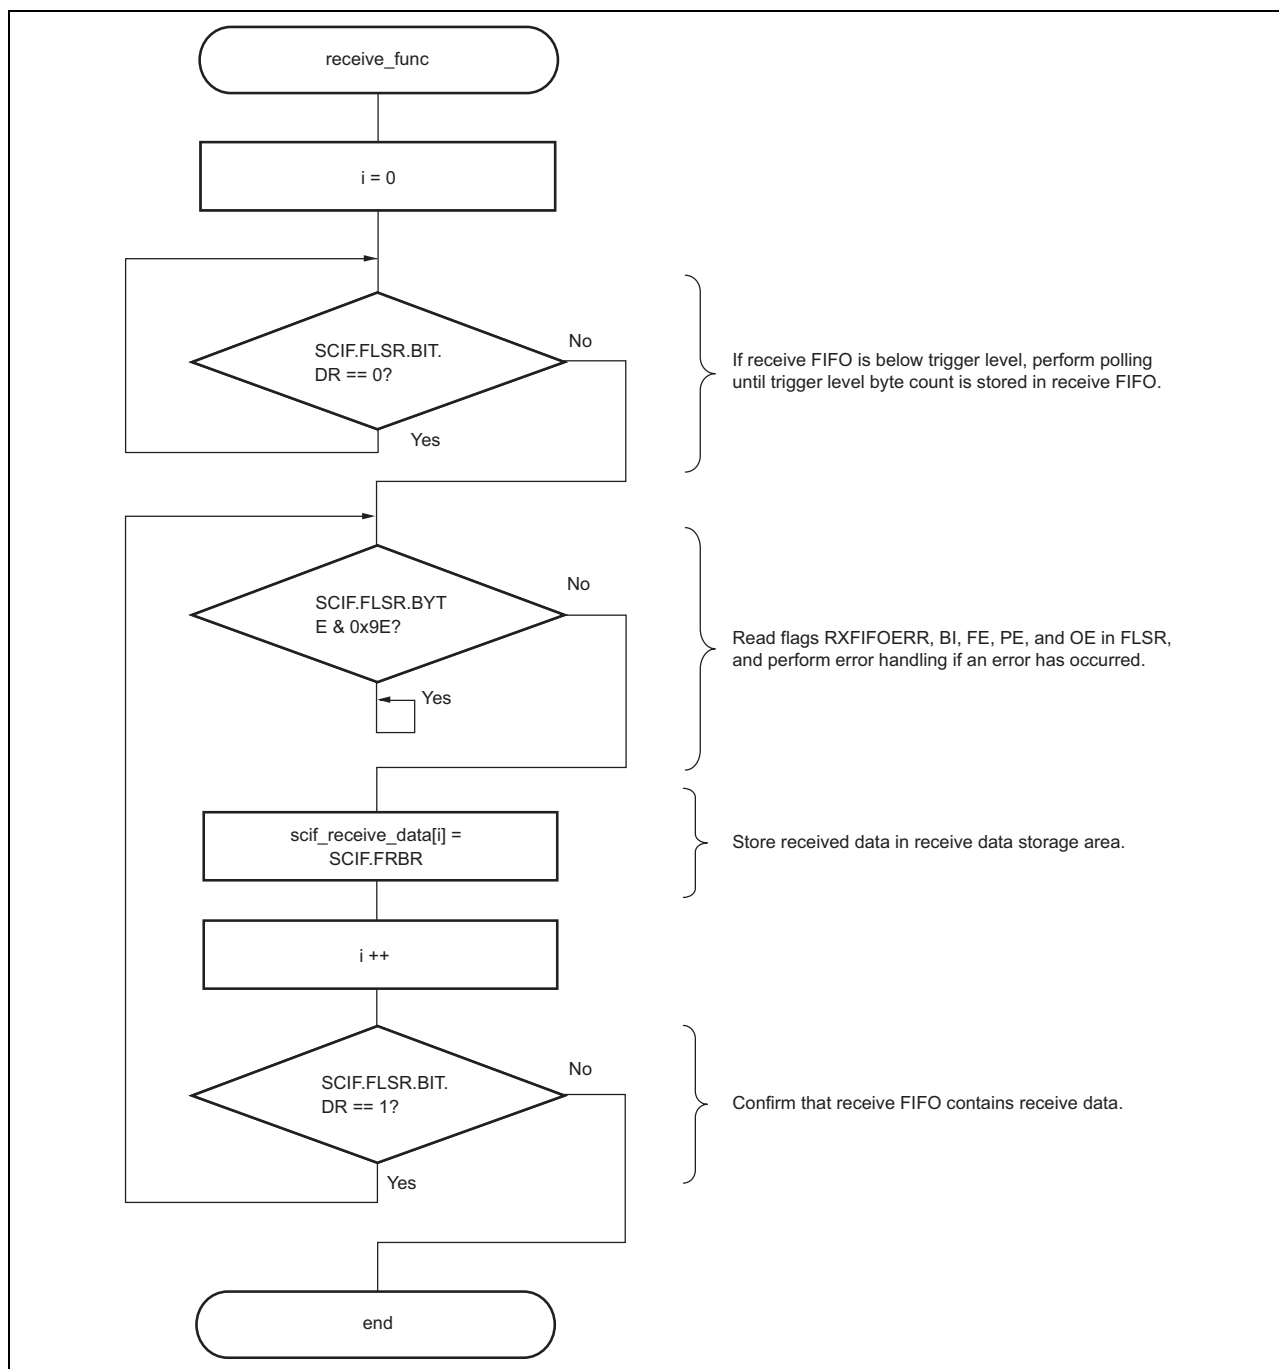 receive_func
i = 0
SCIF.FLSR.BIT.
DR == 0?
No
Yes
If receive FIFO is below trigger level, perform polling
until trigger level byte count is stored in receive FIFO.
SCIF.FLSR.BYT
E & 0x9E?
No
Yes
Read flags RXFIFOERR, BI, FE, PE, and OE in FLSR,
and perform error handling if an error has occurred.
scif_receive_data[i] =
SCIF.FRBR
Store received data in receive data storage area.
i ++
SCIF.FLSR.BIT.
DR == 1?
No
Yes
Confirm that receive FIFO contains receive data.
end